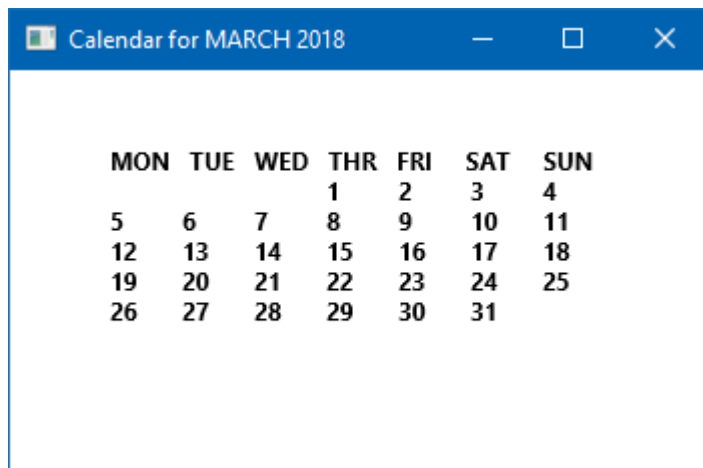 Calendar for MARCH 2018
MON TUE WED THR FRI SAT SUN
1 2 3 4
5 6 7 8 9 10 11
12 13 14 15 16 17 18
19 20 21 22 23 24 25
26 27 28 29 30 31